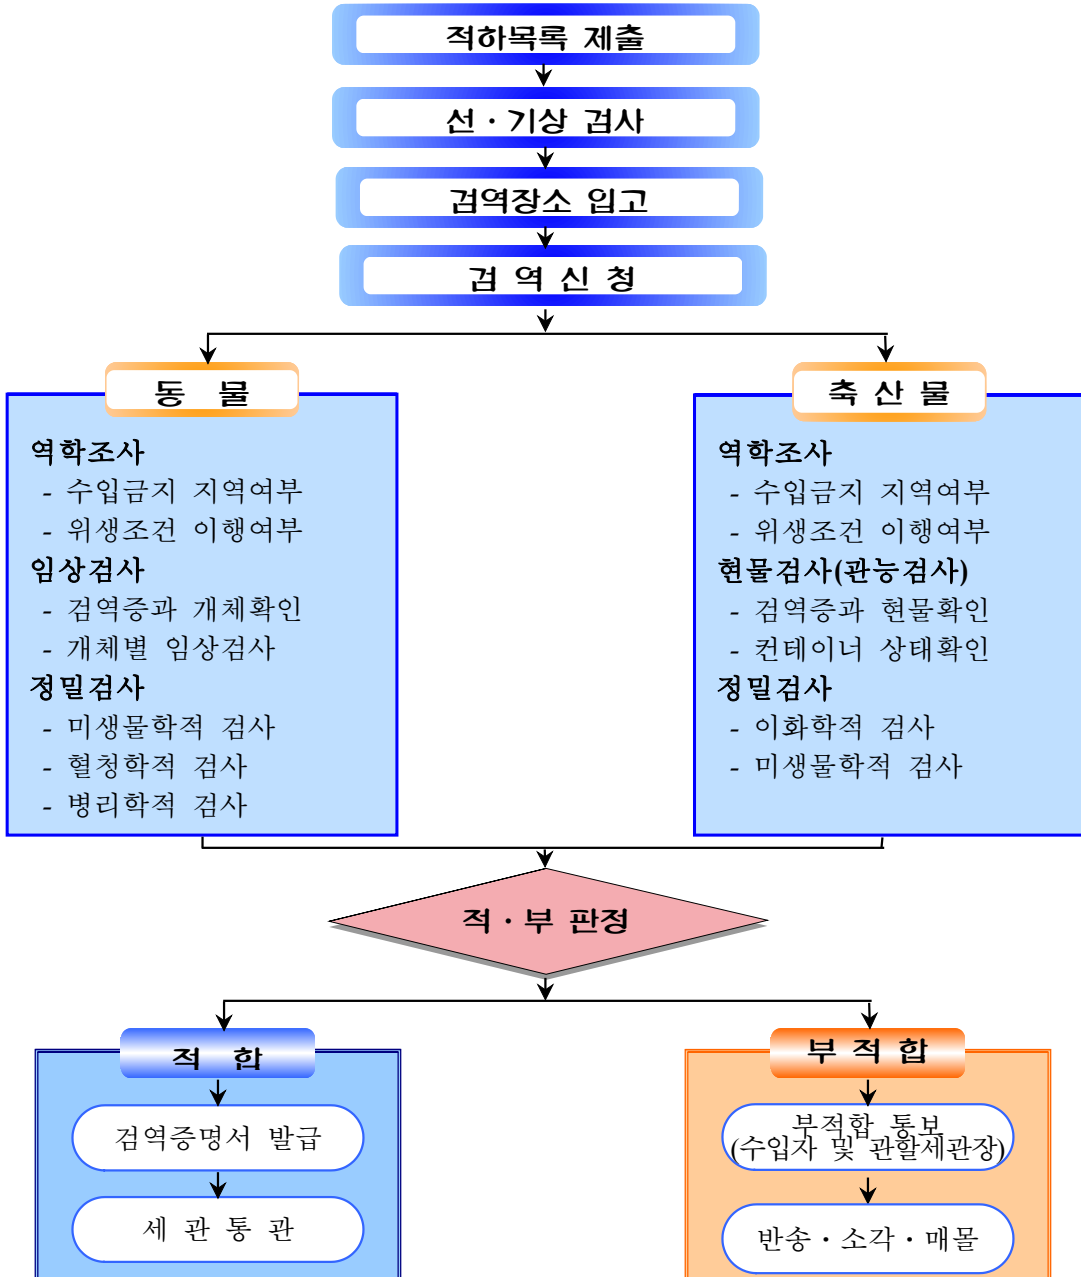 적하목록 제출
선·기상 검사
검역장소 입고
검 역 신 청
동 물
역학조사
- 수입금지 지역여부
- 위생조건 이행여부
임상검사
- 검역증과 개체확인
- 개체별 임상검사
정밀검사
- 미생물학적 검사
- 혈청학적 검사
- 병리학적 검사
축 산 물
역학조사
- 수입금지 지역여부
- 위생조건 이행여부
현물검사(관능검사)
- 검역증과 현물확인
- 컨테이너 상태확인
정밀검사
- 이화학적 검사
- 미생물학적 검사
적·부 판정
적 합
검역증명서 발급
세 관 통 관
부 적 합
부적합 통보
(수입자 및 관할세관장)
반송·소각·매몰